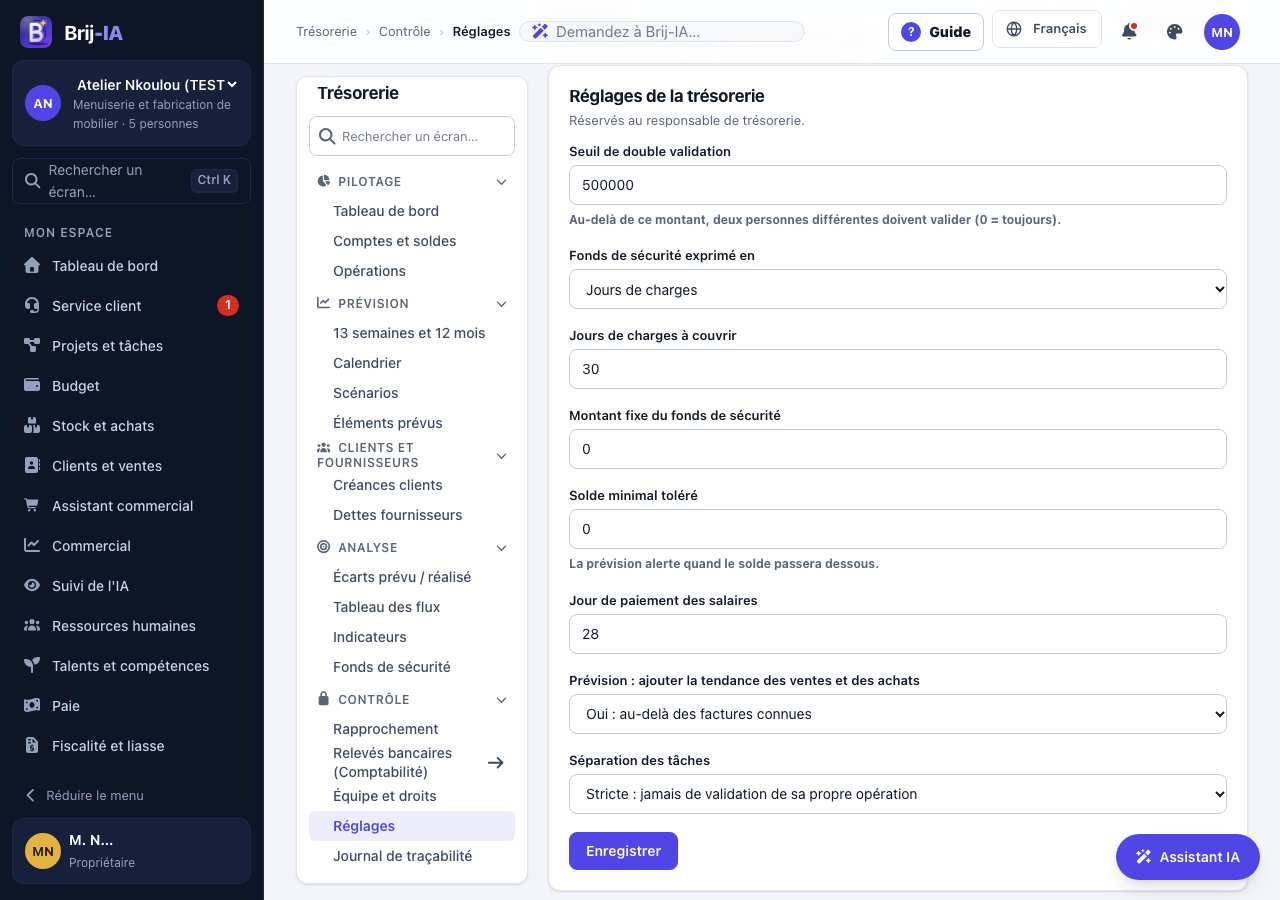 Brij-IA
AN
Atelier Nkoulou (TEST
Menuiserie et fabrication de
mobilier · 5 personnes
Rechercher un
écran...
Ctrl K
MON ESPACE
Tableau de bord
Service client
1
Projets et tâches
Budget
Stock et achats
Clients et ventes
Assistant commercial
Commercial
Suivi de l'IA
Ressources humaines
Talents et compétences
Paie
Fiscalité et liasse
Réduire le menu
MN
M. N...
Propriétaire
Trésorerie › Contrôle › Réglages
Demandez à Brij-IA...
? Guide
Français
MN
Trésorerie
Rechercher un écran...
PILOTAGE
Tableau de bord
Comptes et soldes
Opérations
PRÉVISION
13 semaines et 12 mois
Calendrier
Scénarios
Éléments prévus
CLIENTS ET
FOURNISSEURS
Créances clients
Dettes fournisseurs
ANALYSE
Écarts prévu / réalisé
Tableau des flux
Indicateurs
Fonds de sécurité
CONTRÔLE
Rapprochement
Relevés bancaires
(Comptabilité)
Équipe et droits
Réglages
Journal de traçabilité
Réglages de la trésorerie
Réservés au responsable de trésorerie.
Seuil de double validation
500000
Au-delà de ce montant, deux personnes différentes doivent valider (0 = toujours).
Fonds de sécurité exprimé en
Jours de charges
Jours de charges à couvrir
30
Montant fixe du fonds de sécurité
0
Solde minimal toléré
0
La prévision alerte quand le solde passera dessous.
Jour de paiement des salaires
28
Prévision : ajouter la tendance des ventes et des achats
Oui : au-delà des factures connues
Séparation des tâches
Stricte : jamais de validation de sa propre opération
Enregistrer
Assistant IA